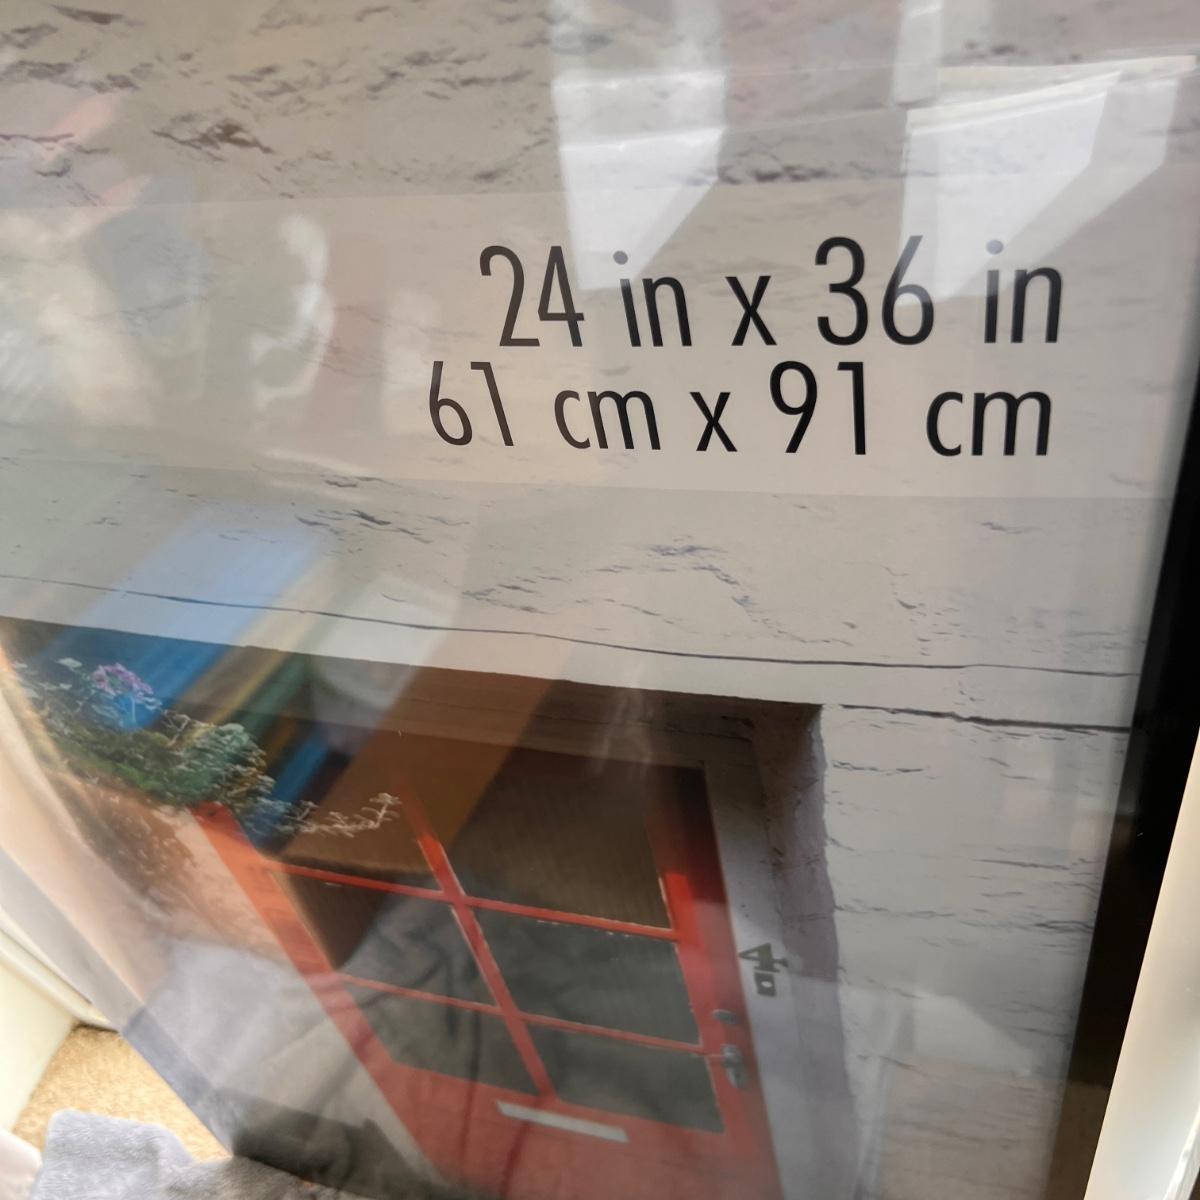 24 in x 36 in
61 cm x 91 cm